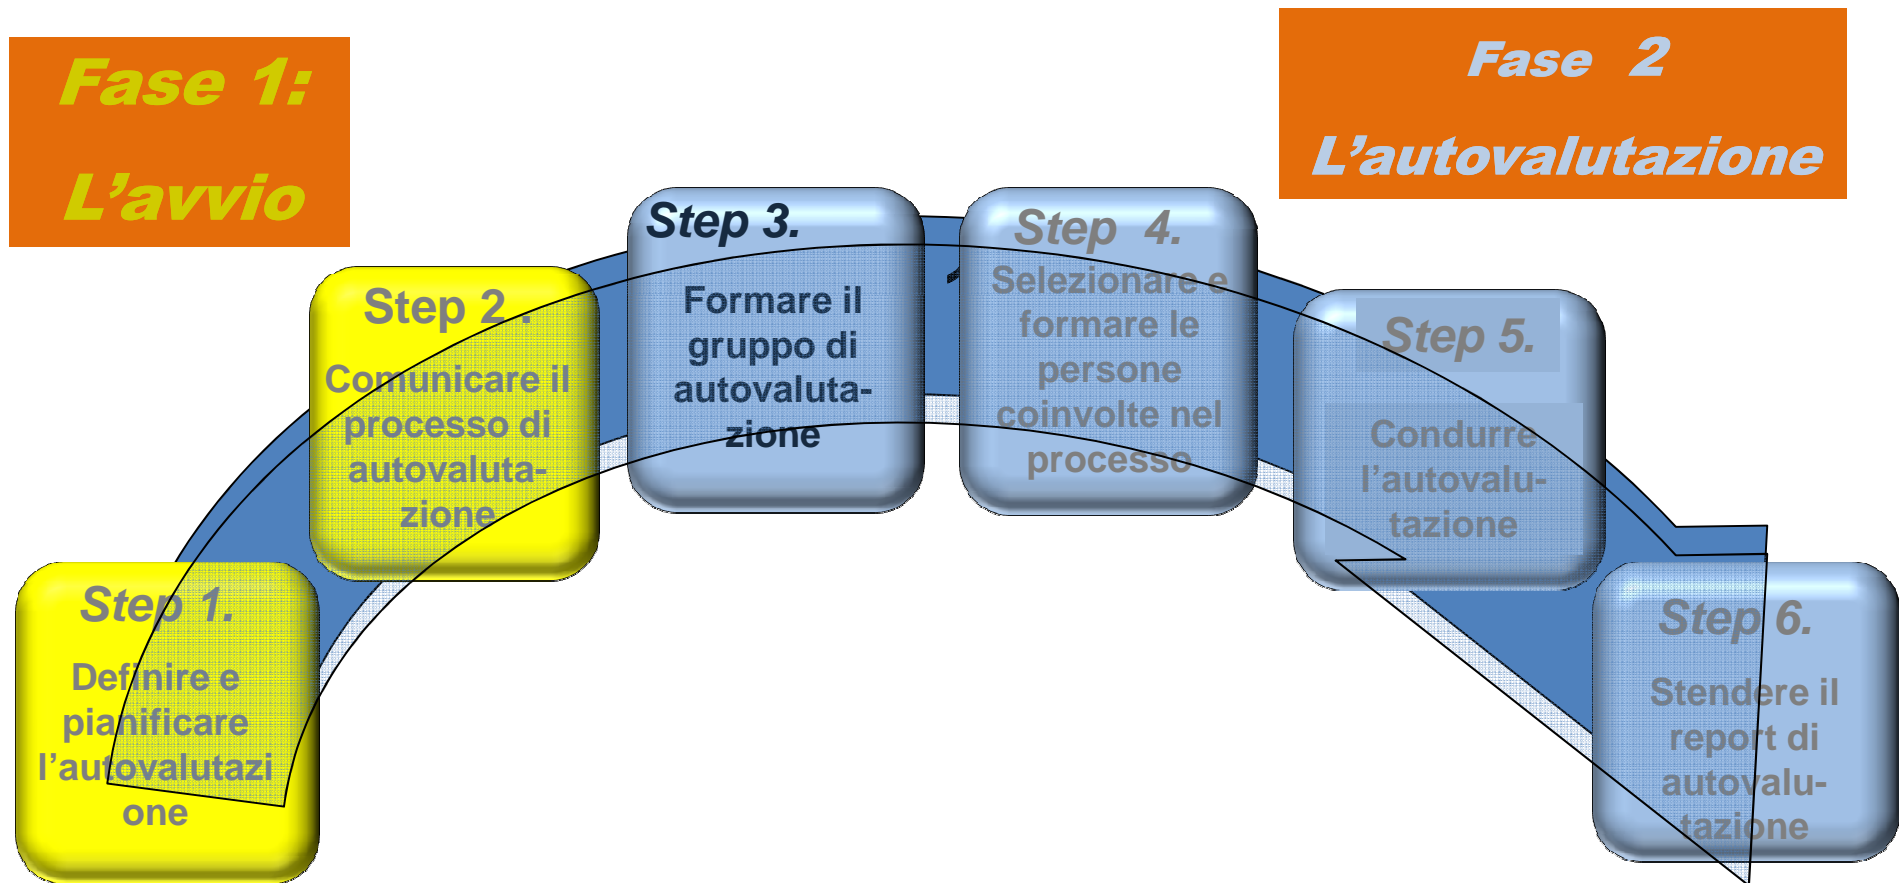 Fase 1:
L'avvio
Fase 2
L'autovalutazione
Step 1.
Definire e
pianificare
l'autovalutazi
one
Step 2 .
Comunicare il
processo di
autovaluta-
zione
Step 3.
Formare il
gruppo di
autovaluta-
zione
Step 4.
Selezionare e
formare le
persone
coinvolte nel
processo
Step 5.
Condurre
l'autovalu-
tazione
Step 6.
Stendere il
report di
autovalu-
tazione